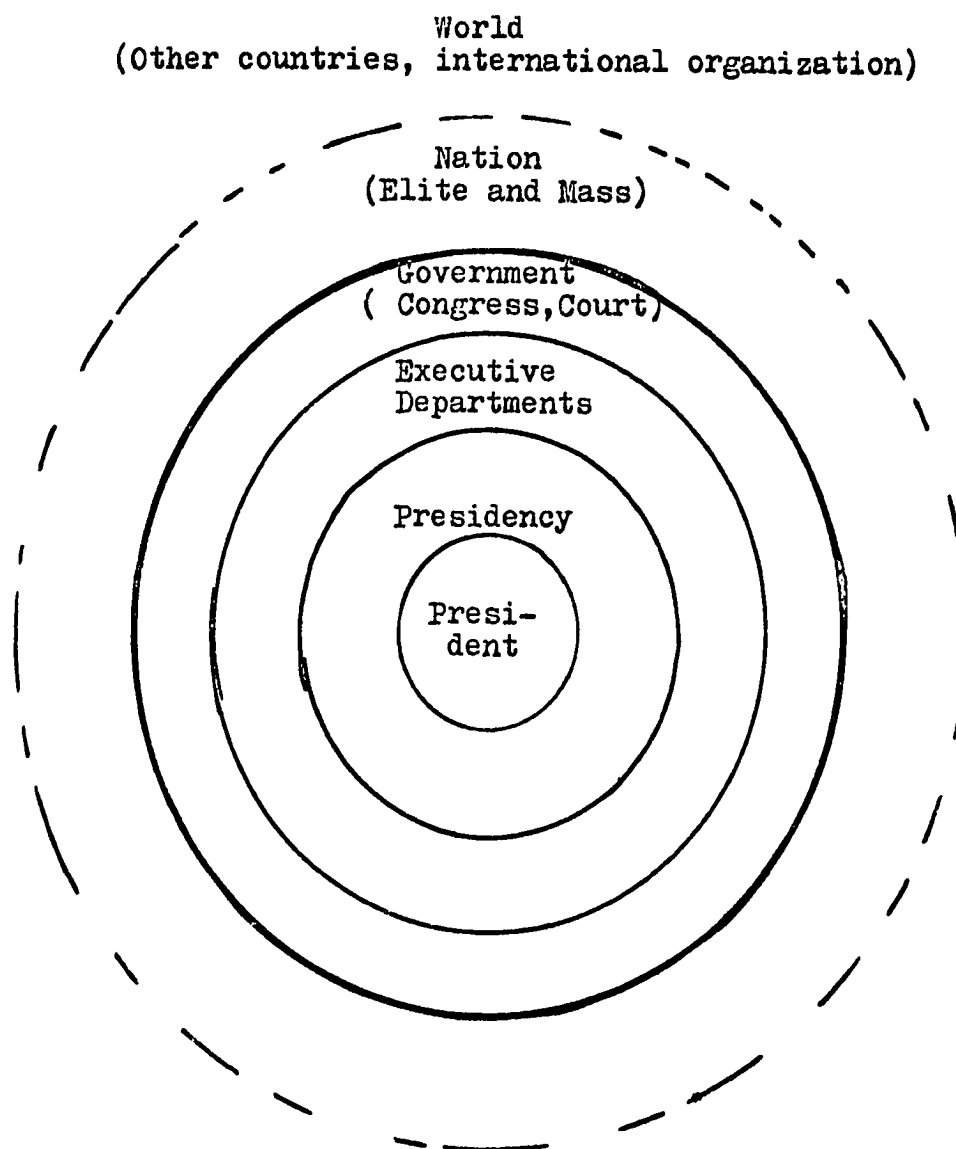 World
(Other countries, international organization)
Nation
(Elite and Mass)
Government
( Congress,Court)
Executive
Departments
Presidency
Presi-
dent